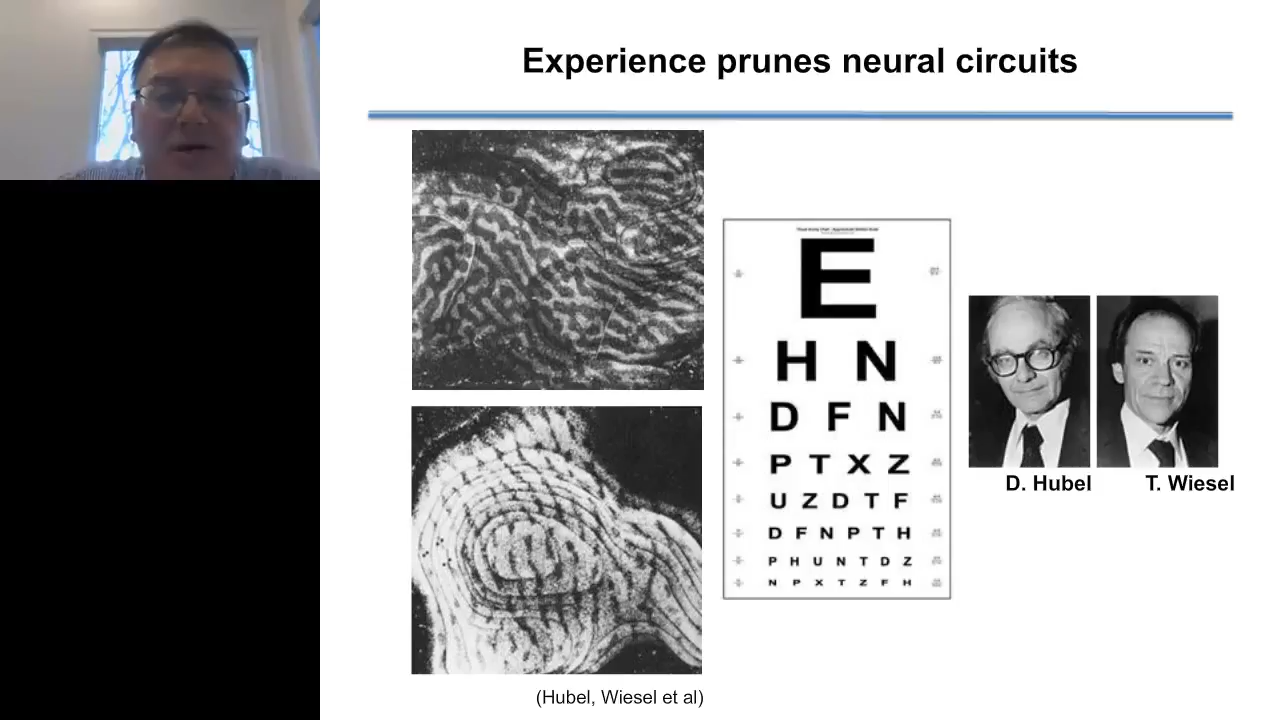 Experience prunes neural circuits
E
H N
D F N
P T X Z
U Z D T F
D F N P T H
P H U N T D Z
N P X T Z F H
D. Hubel
T. Wiesel
(Hubel, Wiesel et al)